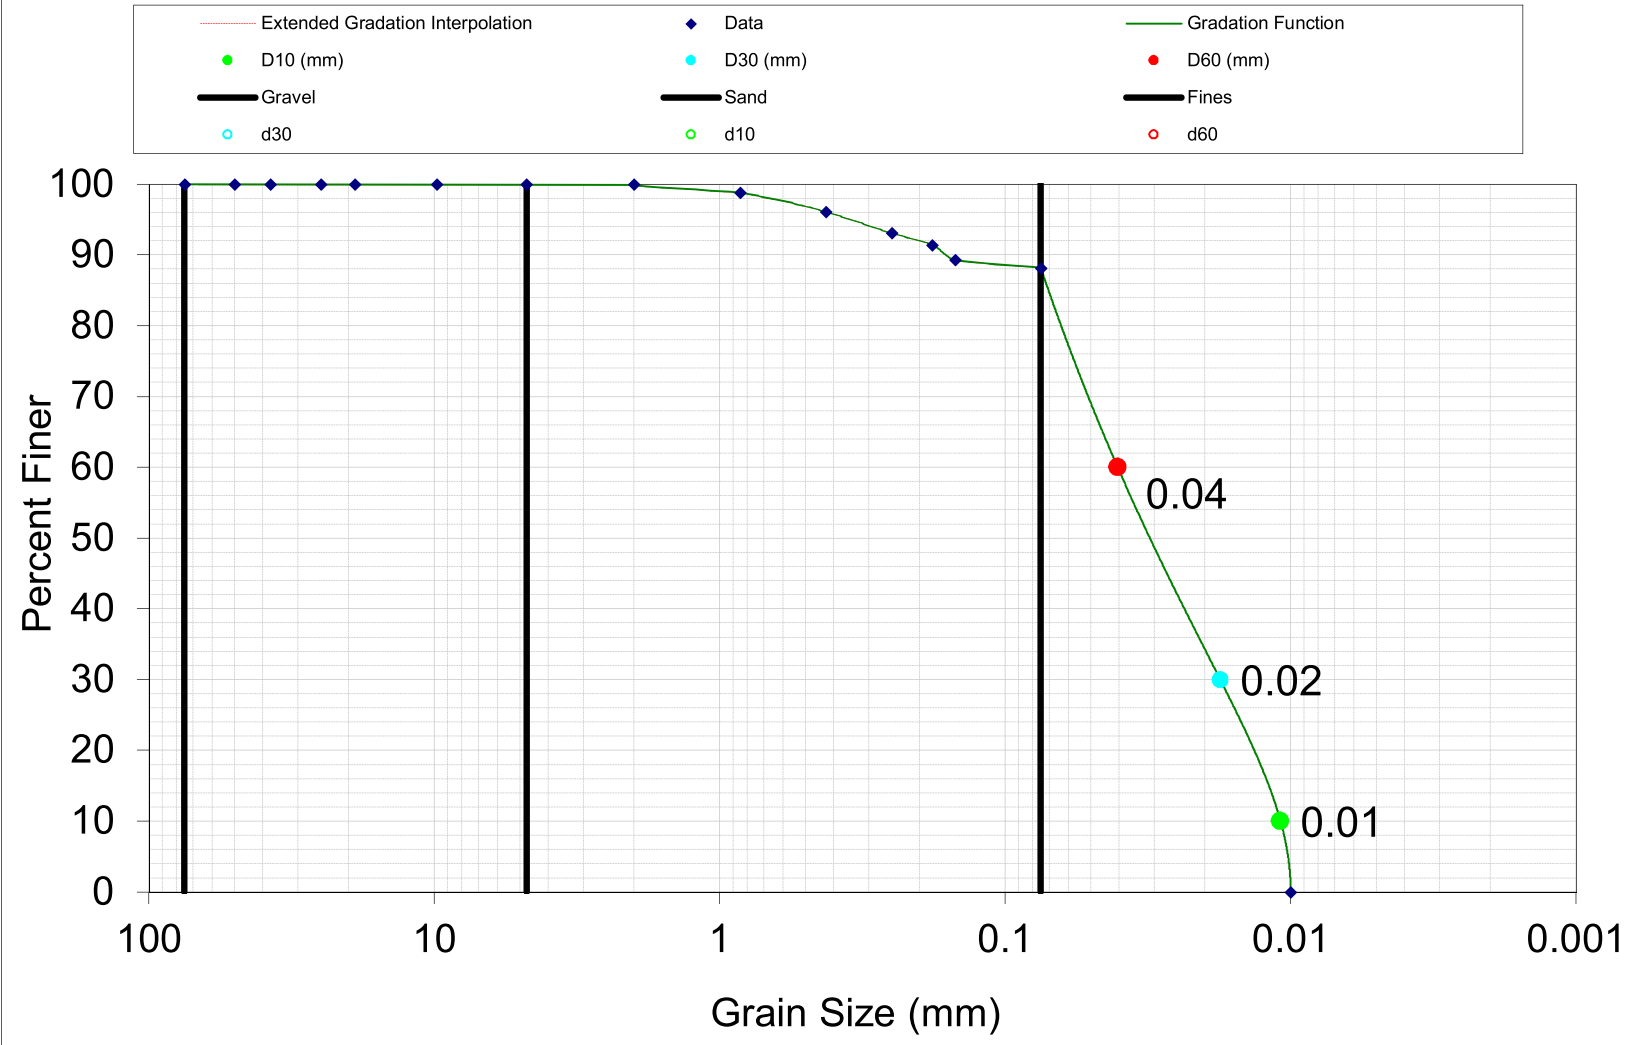 Extended Gradation Interpolation Data Gradation Function
D10 (mm) D30 (mm) D60 (mm)
Gravel Sand Fines
d30 d10 d60
100
90
80
70
60
50
40
30
20
10
0
Percent Finer
0.04
0.02
0.01
100 10 1 0.1 0.01 0.001
Grain Size (mm)